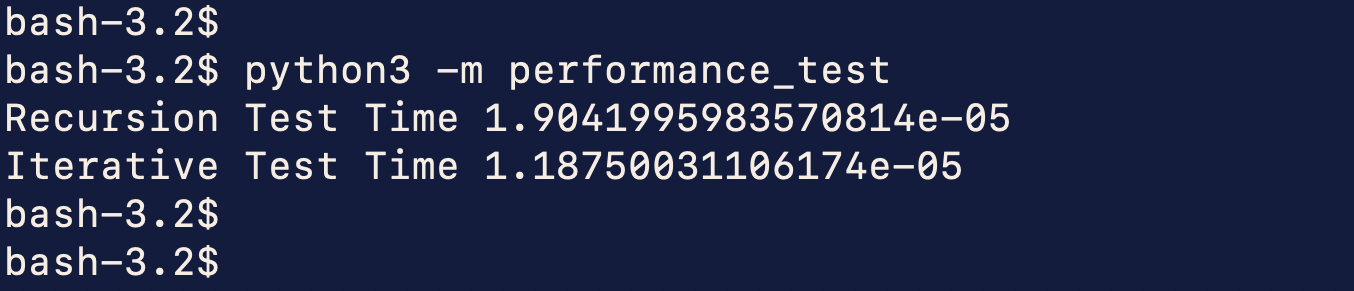 bash-3.2$
bash-3.2$ python3 -m performance_test
Recursion Test Time 1.9041995983570814e-05
Iterative Test Time 1.18750031106174e-05
bash-3.2$
bash-3.2$